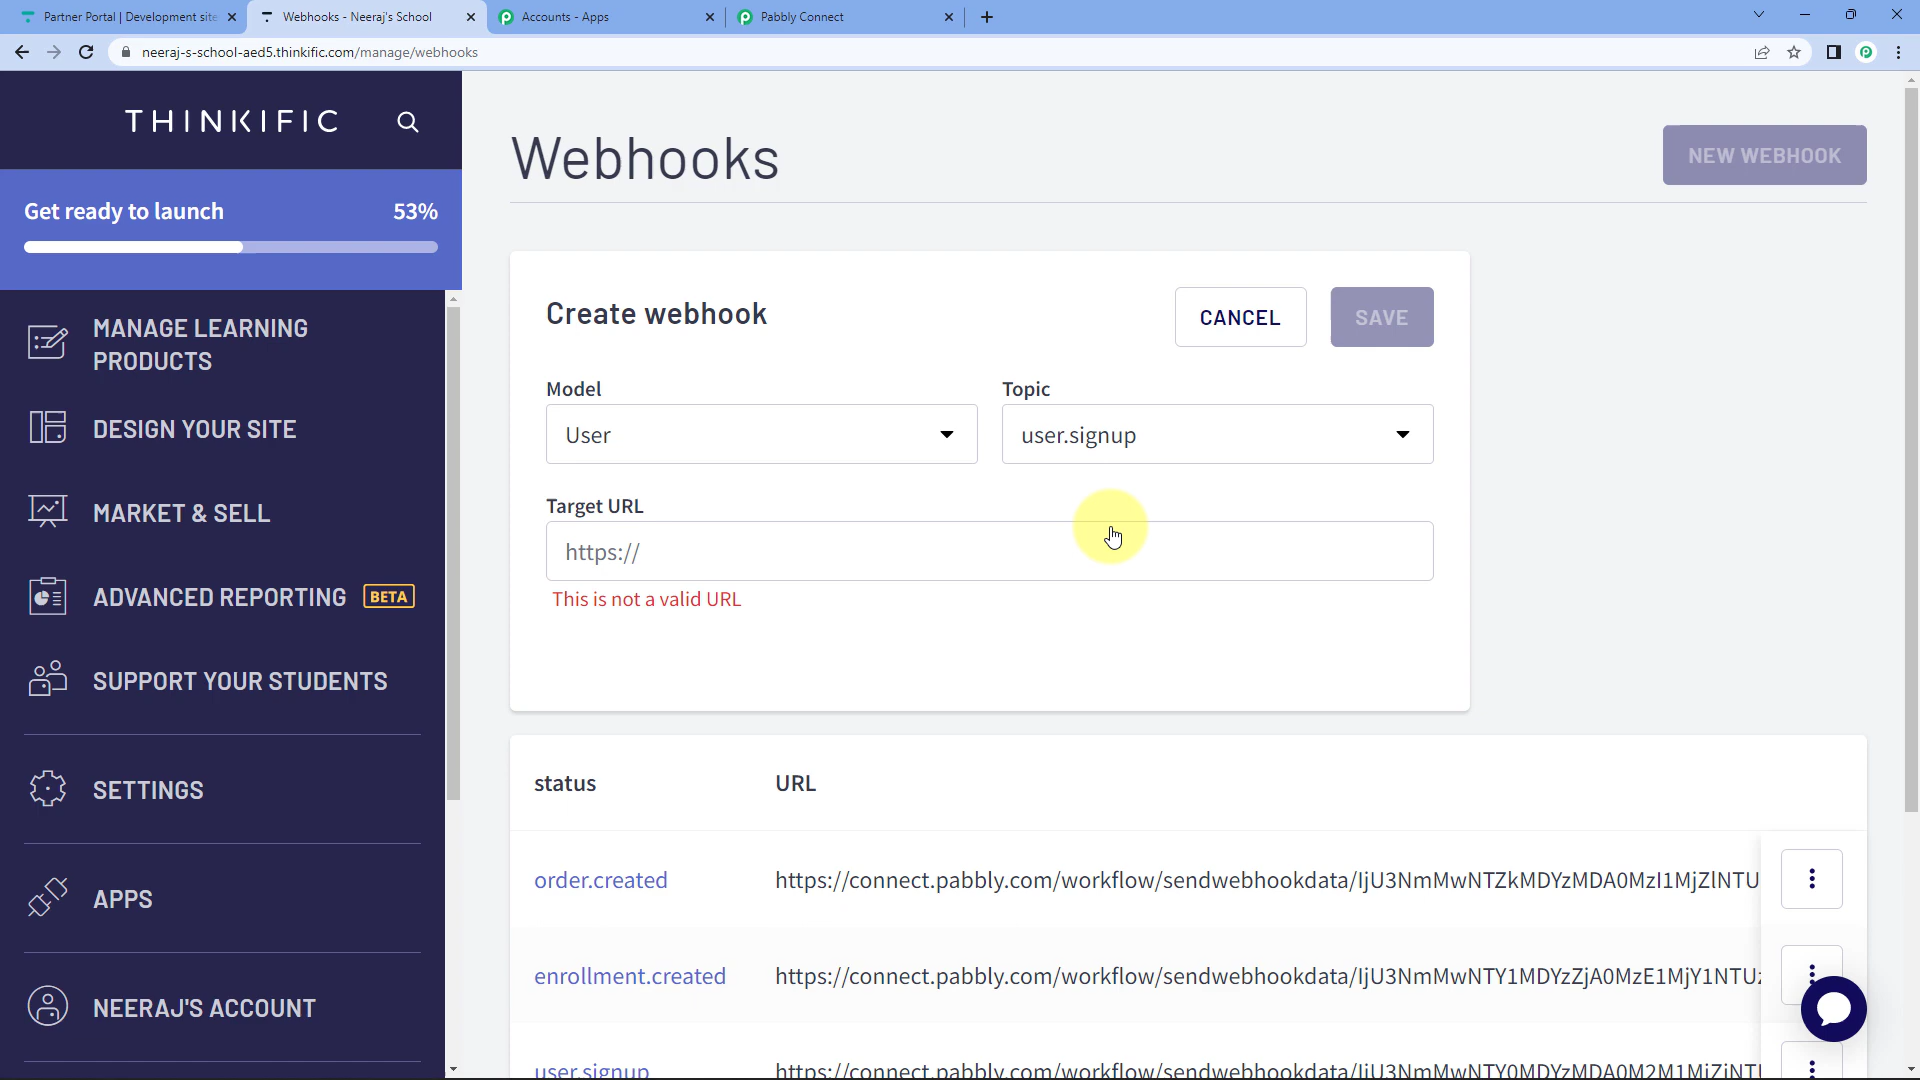 Partner Portal | Development site
Webhooks - Neeraj's School
Accounts - Apps
Pabbly Connect
neeraj-s-school-aed5.thinkific.com/manage/webhooks
THINKIFIC
Get ready to launch 53%
MANAGE LEARNING
PRODUCTS
DESIGN YOUR SITE
MARKET & SELL
ADVANCED REPORTING BETA
SUPPORT YOUR STUDENTS
SETTINGS
APPS
NEERAJ'S ACCOUNT
Webhooks
NEW WEBHOOK
Create webhook
CANCEL
SAVE
Model
Topic
User
user.signup
Target URL
https://
This is not a valid URL
status URL
order.created https://connect.pabbly.com/workflow/sendwebhookdata/IjU3NmMwNTZkMDYzMDA0MzI1MjZlNTU
enrollment.created https://connect.pabbly.com/workflow/sendwebhookdata/IjU3NmMwNTY1MDYzZjA0MzE1MjY1NTUz
user.signup https://connect.pabbly.com/workflow/sendwebhookdata/IjU3NmMwNTY0MDYzM